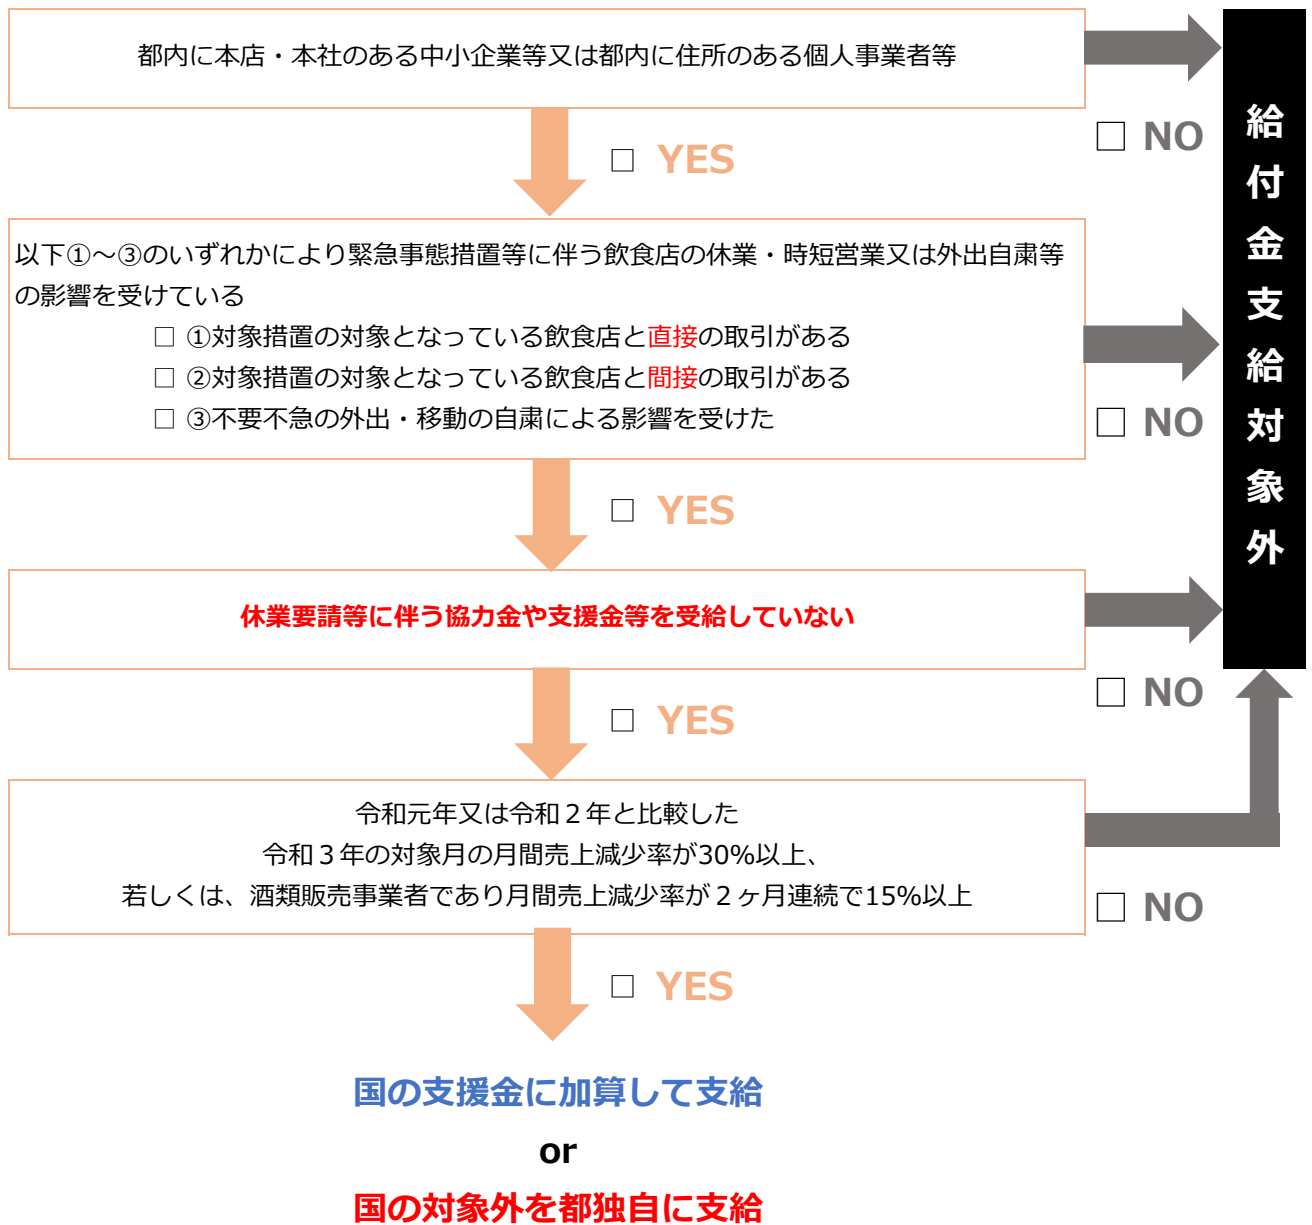 都内に本店・本社のある中小企業等又は都内に住所のある個人事業者等
□ NO
□ YES
以下①～③のいずれかにより緊急事態措置等に伴う飲食店の休業・時短営業又は外出自粛等
の影響を受けている
□ ①対象措置の対象となっている飲食店と直接の取引がある
□ ②対象措置の対象となっている飲食店と間接の取引がある
□ ③不要不急の外出・移動の自粛による影響を受けた
□ NO
□ YES
休業要請等に伴う協力金や支援金等を受給していない
□ NO
□ YES
令和元年又は令和２年と比較した
令和３年の対象月の月間売上減少率が30%以上、
若しくは、酒類販売事業者であり月間売上減少率が２ヶ月連続で15%以上
□ NO
□ YES
給付金支給対象外
国の支援金に加算して支給
or
国の対象外を都独自に支給